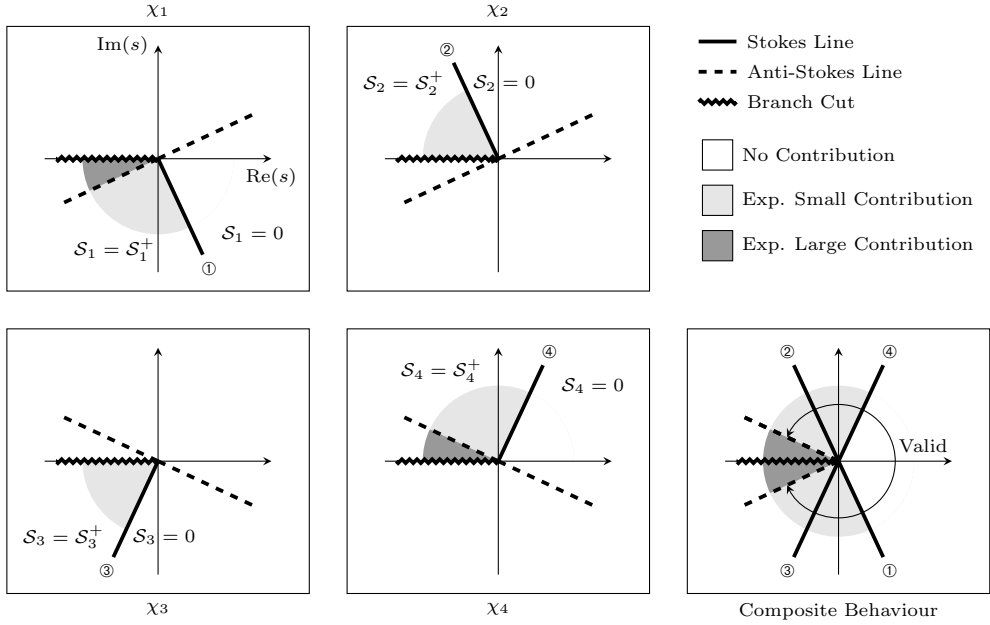 χ₁
Im(s)
Re(s)
𝒮₁ = 𝒮₁⁺
𝒮₁ = 0
①
χ₂
②
𝒮₂ = 𝒮₂⁺
𝒮₂ = 0
Stokes Line
Anti-Stokes Line
Branch Cut
No Contribution
Exp. Small Contribution
Exp. Large Contribution
𝒮₃ = 𝒮₃⁺
𝒮₃ = 0
③
χ₃
④
𝒮₄ = 𝒮₄⁺
𝒮₄ = 0
χ₄
②
④
Valid
③
①
Composite Behaviour